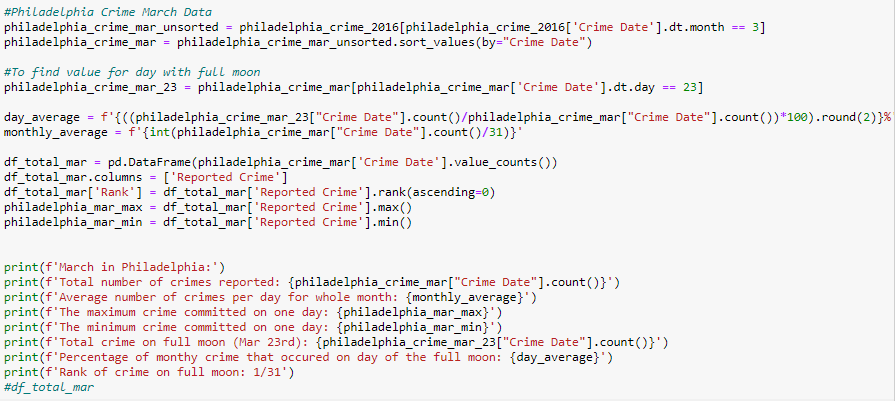 #Philadelphia Crime March Data
philadelphia_crime_mar_unsorted = philadelphia_crime_2016[philadelphia_crime_2016['Crime Date'].dt.month == 3]
philadelphia_crime_mar = philadelphia_crime_mar_unsorted.sort_values(by="Crime Date")
#To find value for day with full moon
philadelphia_crime_mar_23 = philadelphia_crime_mar[philadelphia_crime_mar['Crime Date'].dt.day == 23]
day_average = f'{((philadelphia_crime_mar_23["Crime Date"].count()/philadelphia_crime_mar["Crime Date"].count())*100).round(2)}%
monthly_average = f'{int(philadelphia_crime_mar["Crime Date"].count()/31)}'
df_total_mar = pd.DataFrame(philadelphia_crime_mar['Crime Date'].value_counts())
df_total_mar.columns = ['Reported Crime']
df_total_mar['Rank'] = df_total_mar['Reported Crime'].rank(ascending=0)
philadelphia_mar_max = df_total_mar['Reported Crime'].max()
philadelphia_mar_min = df_total_mar['Reported Crime'].min()
print(f'March in Philadelphia:')
print(f'Total number of crimes reported: {philadelphia_crime_mar["Crime Date"].count()}')
print(f'Average number of crimes per day for whole month: {monthly_average}')
print(f'The maximum crime committed on one day: {philadelphia_mar_max}')
print(f'The minimum crime committed on one day: {philadelphia_mar_min}')
print(f'Total crime on full moon (Mar 23rd): {philadelphia_crime_mar_23["Crime Date"].count()}')
print(f'Percentage of monthy crime that occured on day of the full moon: {day_average}')
print(f'Rank of crime on full moon: 1/31')
#df_total_mar